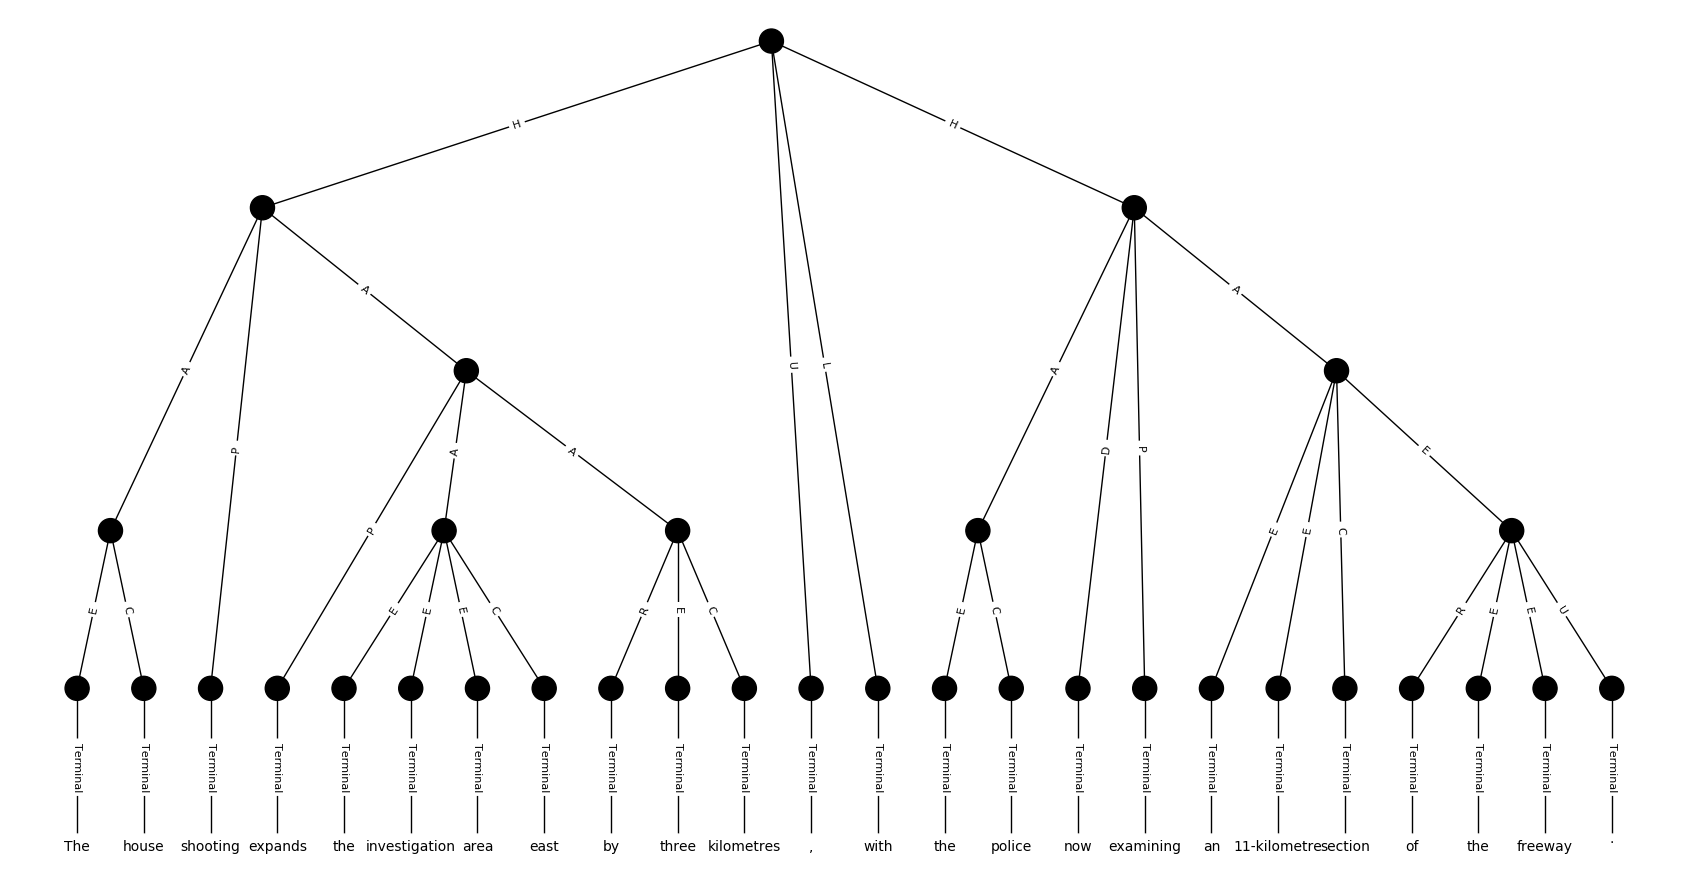 H H
A P A U L A D P A
E C P A A E C E E C E
E E E C R E C R E E U
Terminal Terminal Terminal Terminal Terminal Terminal Terminal Terminal Terminal Terminal Terminal Terminal Terminal Terminal Terminal Terminal Terminal Terminal Terminal Terminal Terminal Terminal Terminal Terminal
The house shooting expands the investigation area east by three kilometres , with the police now examining an 11-kilometre section of the freeway .